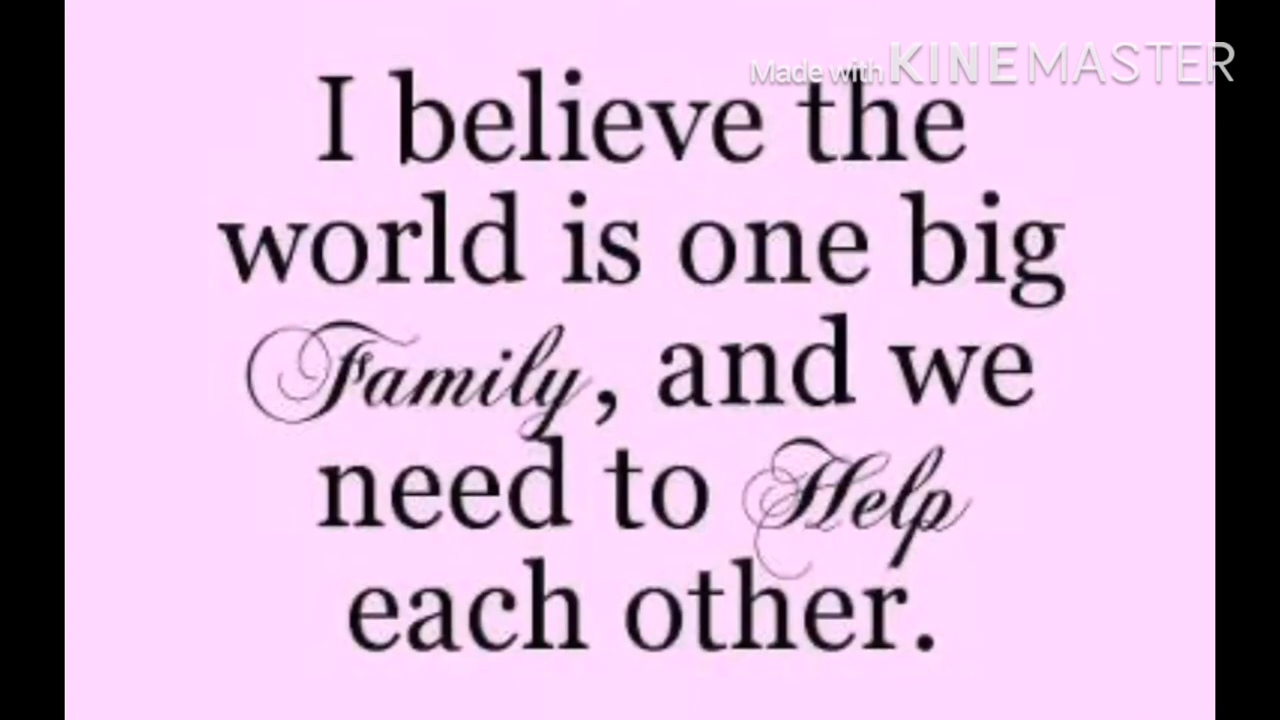 Made with KINEMASTER
I believe the
world is one big
Family, and we
need to Help
each other.